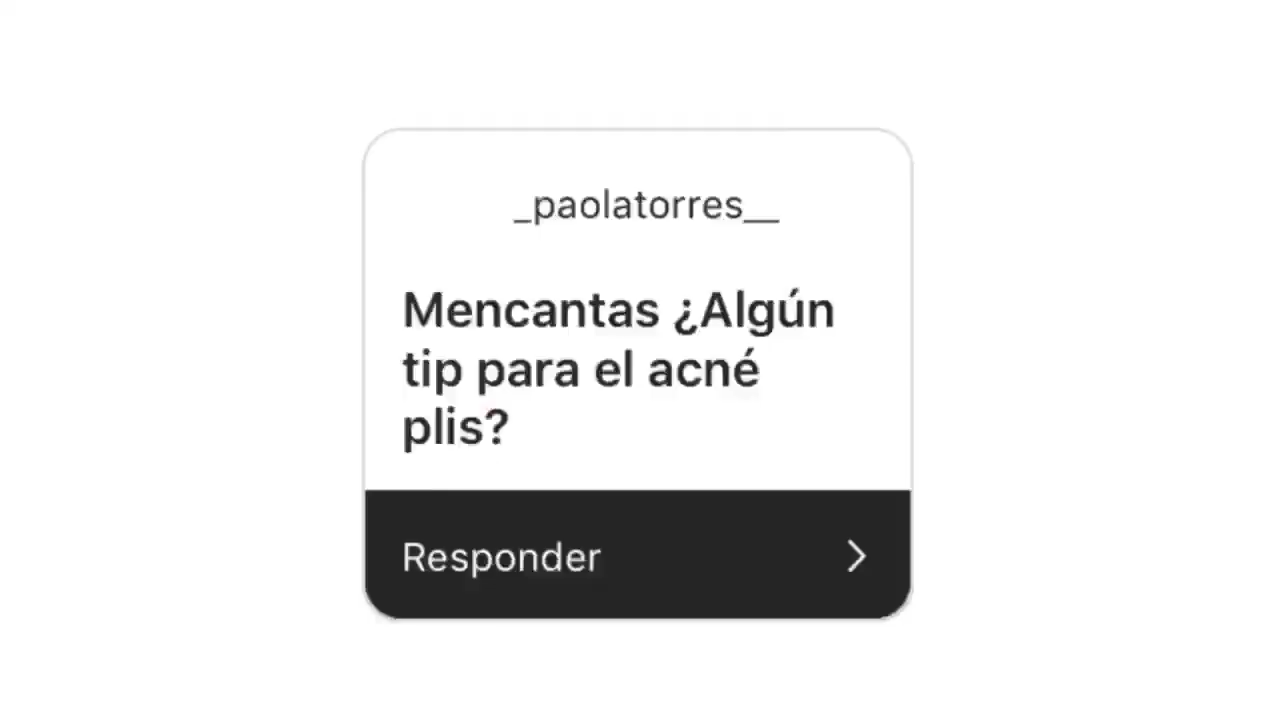 _paolatorres__
Mencantas ¿Algún
tip para el acné
plis?
Responder